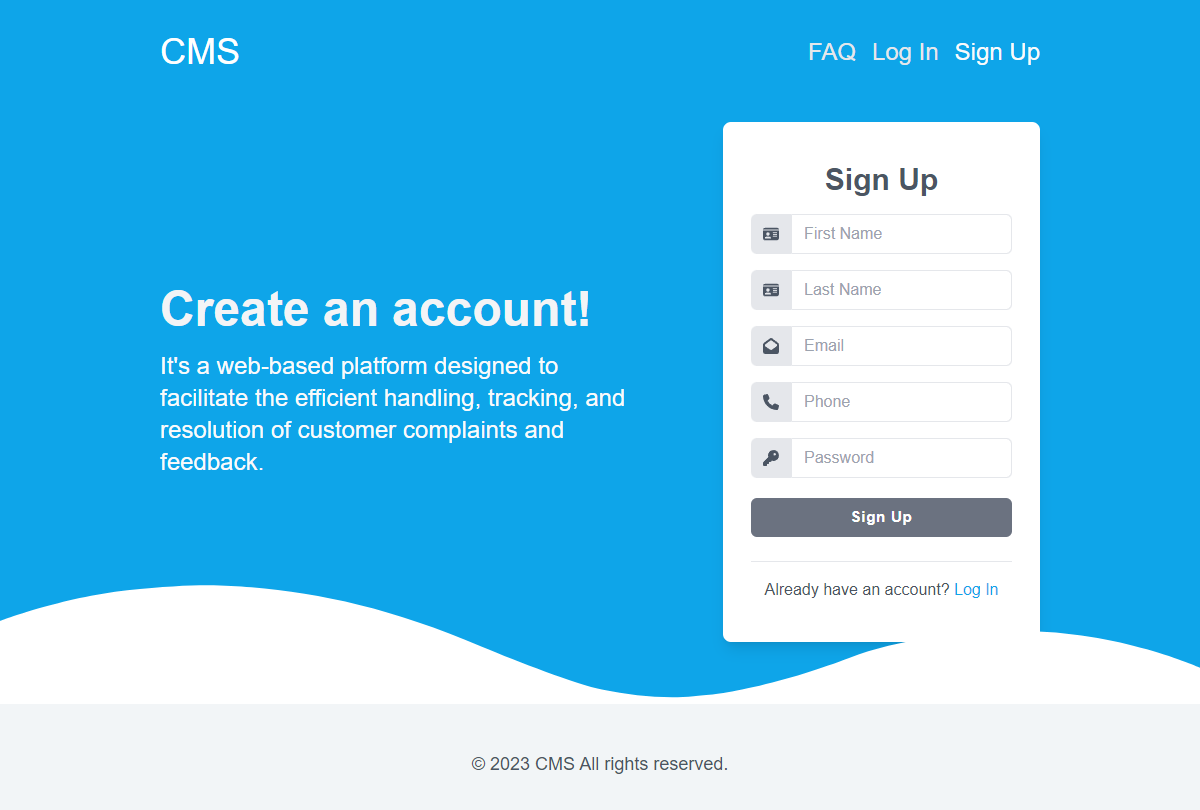 CMS
FAQ Log In Sign Up
Create an account!
It's a web-based platform designed to
facilitate the efficient handling, tracking, and
resolution of customer complaints and
feedback.
Sign Up
First Name
Last Name
Email
Phone
Password
Sign Up
Already have an account? Log In
© 2023 CMS All rights reserved.